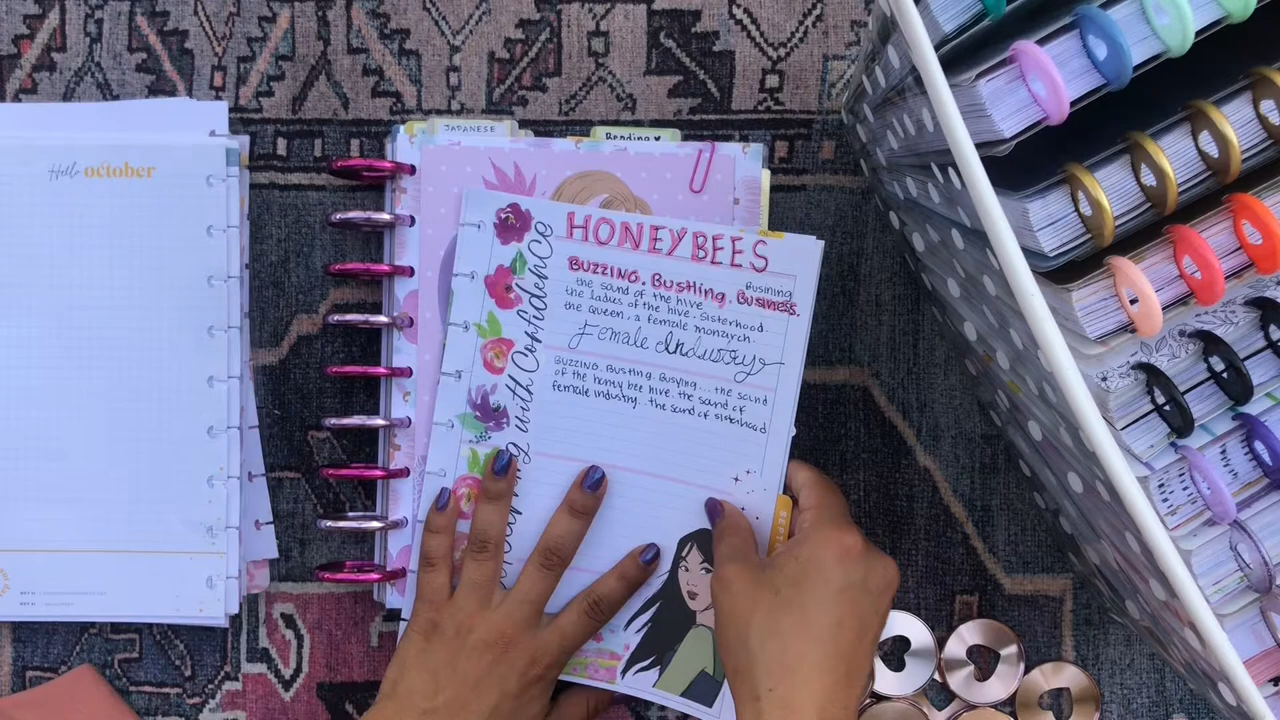 Hello october
JAPANESE
Reading
HONEYBEES
BUZZING. BUSTLING. BUSINESS.
Busining
the sound of the hive
the ladies of the hive. sisterhood.
the queen, a female monarch.
Female Industry
BUZZING. Busting. Busying... the sound
of the honey bee hive. the sound of
female industry.. the sound of sisterhood
with Confidence
SEPT